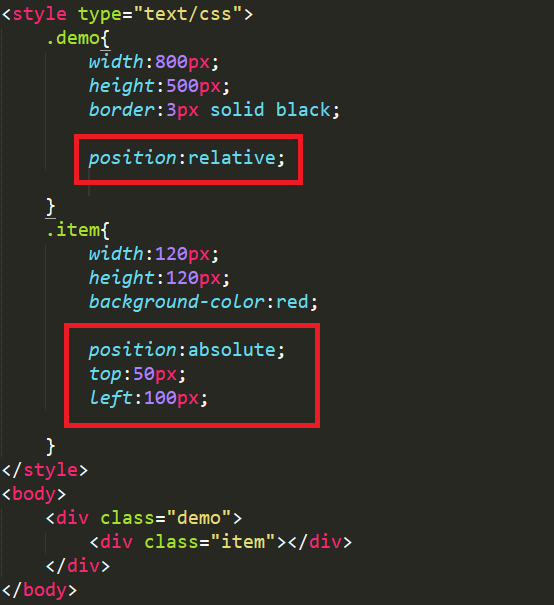 <style type="text/css">
.demo{
width:800px;
height:500px;
border:3px solid black;
position:relative;
}
.item{
width:120px;
height:120px;
background-color:red;
position:absolute;
top:50px;
left:100px;
}
</style>
<body>
<div class="demo">
<div class="item"></div>
</div>
</body>